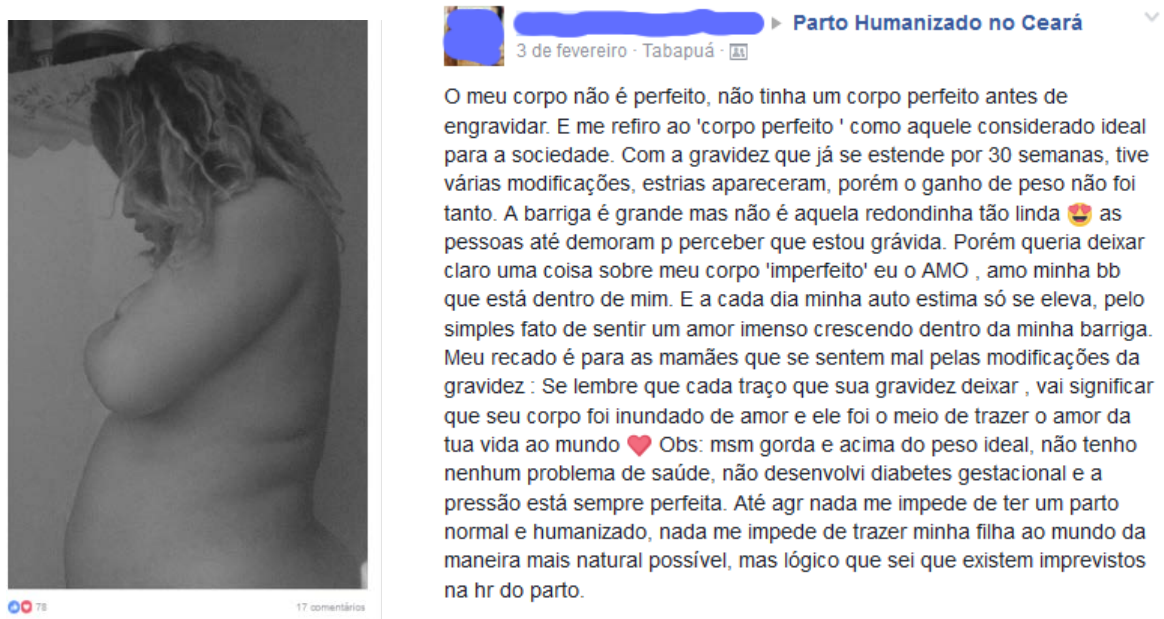 Parto Humanizado no Ceará
3 de fevereiro · Tabapuá ·
O meu corpo não é perfeito, não tinha um corpo perfeito antes de
engravidar. E me refiro ao 'corpo perfeito ' como aquele considerado ideal
para a sociedade. Com a gravidez que já se estende por 30 semanas, tive
várias modificações, estrias apareceram, porém o ganho de peso não foi
tanto. A barriga é grande mas não é aquela redondinha tão linda 😍 as
pessoas até demoram p perceber que estou grávida. Porém queria deixar
claro uma coisa sobre meu corpo 'imperfeito' eu o AMO , amo minha bb
que está dentro de mim. E a cada dia minha auto estima só se eleva, pelo
simples fato de sentir um amor imenso crescendo dentro da minha barriga.
Meu recado é para as mamães que se sentem mal pelas modificações da
gravidez : Se lembre que cada traço que sua gravidez deixar , vai significar
que seu corpo foi inundado de amor e ele foi o meio de trazer o amor da
tua vida ao mundo ❤️ Obs: msm gorda e acima do peso ideal, não tenho
nenhum problema de saúde, não desenvolvi diabetes gestacional e a
pressão está sempre perfeita. Até agr nada me impede de ter um parto
normal e humanizado, nada me impede de trazer minha filha ao mundo da
maneira mais natural possível, mas lógico que sei que existem imprevistos
na hr do parto.
78
17 comentários